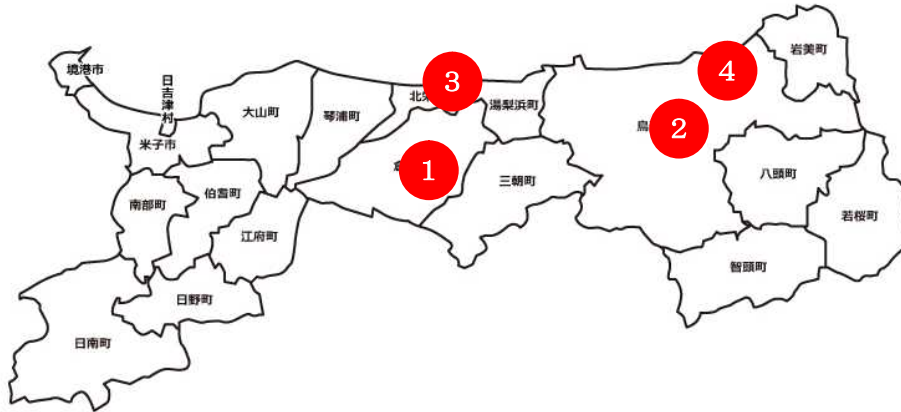 岩美町
4
境港市
3
日吉津村
北栄
湯梨浜町
大山町
琴浦町
鳥
2
米子市
1
八頭町
三朝町
伯耆町
南部町
若桜町
江府町
智頭町
日野町
日南町